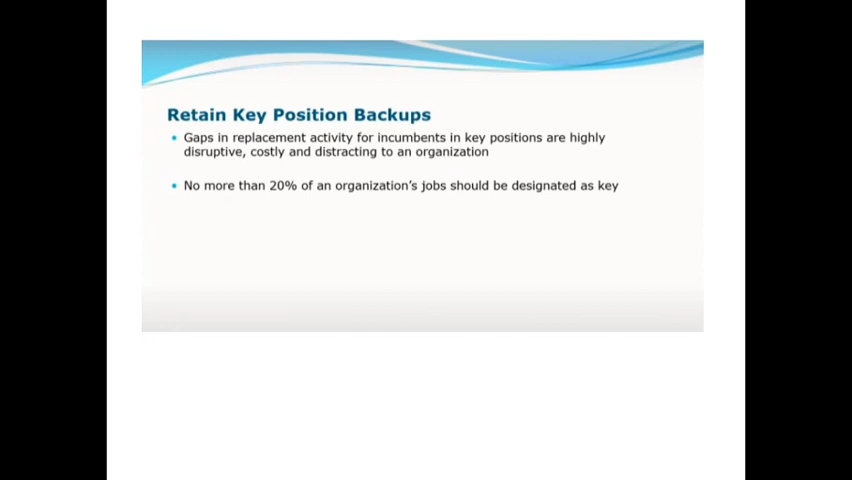 Retain Key Position Backups
• Gaps in replacement activity for incumbents in key positions are highly
disruptive, costly and distracting to an organization
• No more than 20% of an organization's jobs should be designated as key